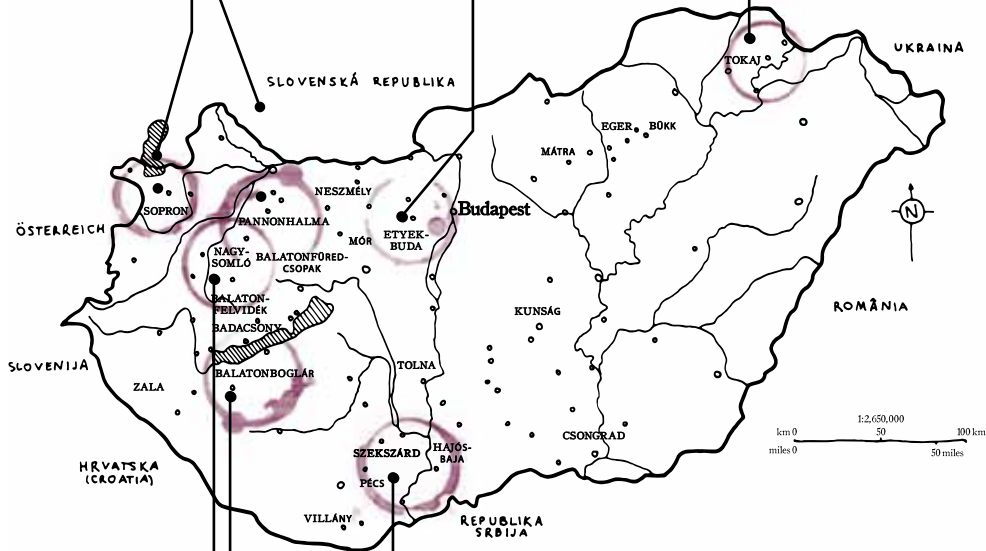 UKRAINA
TOKAJ
SLOVENSKÁ REPUBLIKA
EGER BÜKK
MÁTRA
NESZMÉLY
SOPRON
Budapest
PANNONHALMA
ÖSTERREICH
ETYEK-
BUDA
MÓR
NAGY-
SOMLÓ
BALATONFÜRED-
CSOPAK
N
BALATON-
FELVIDÉK
BADACSONY
KUNSÁG
ROMÂNIA
SLOVENIJA
TOLNA
BALATONBOGLÁR
ZALA
1:2,650,000
km 0 50 100 km
miles 0 50 miles
CSONGRAD
SZEKSZÁRD
HAJÓS-
BAJA
HRVATSKA
(CROATIA)
PÉCS
VILLÁNY
REPUBLIKA
SRBIJA